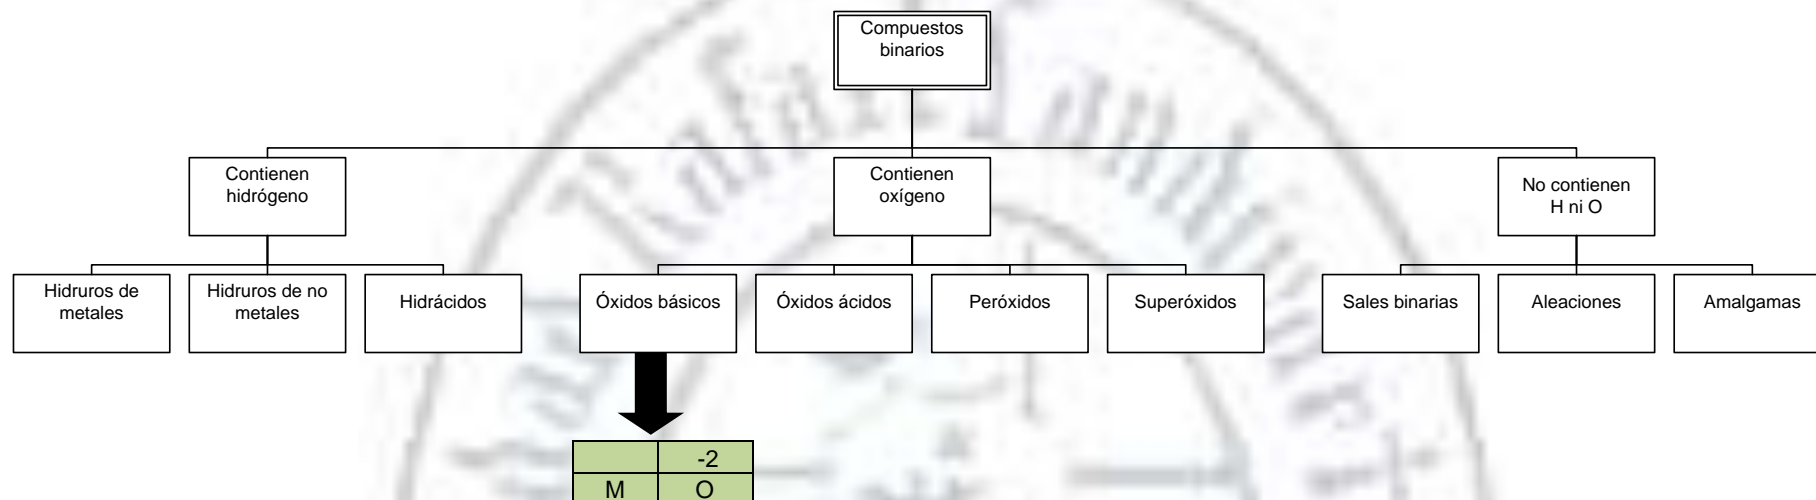 Compuestos
binarios
Contienen
hidrógeno
Contienen
oxígeno
No contienen
H ni O
Hidruros de
metales
Hidruros de no
metales
Hidrácidos
Óxidos básicos
Óxidos ácidos
Peróxidos
Superóxidos
Sales binarias
Aleaciones
Amalgamas
-2
M O